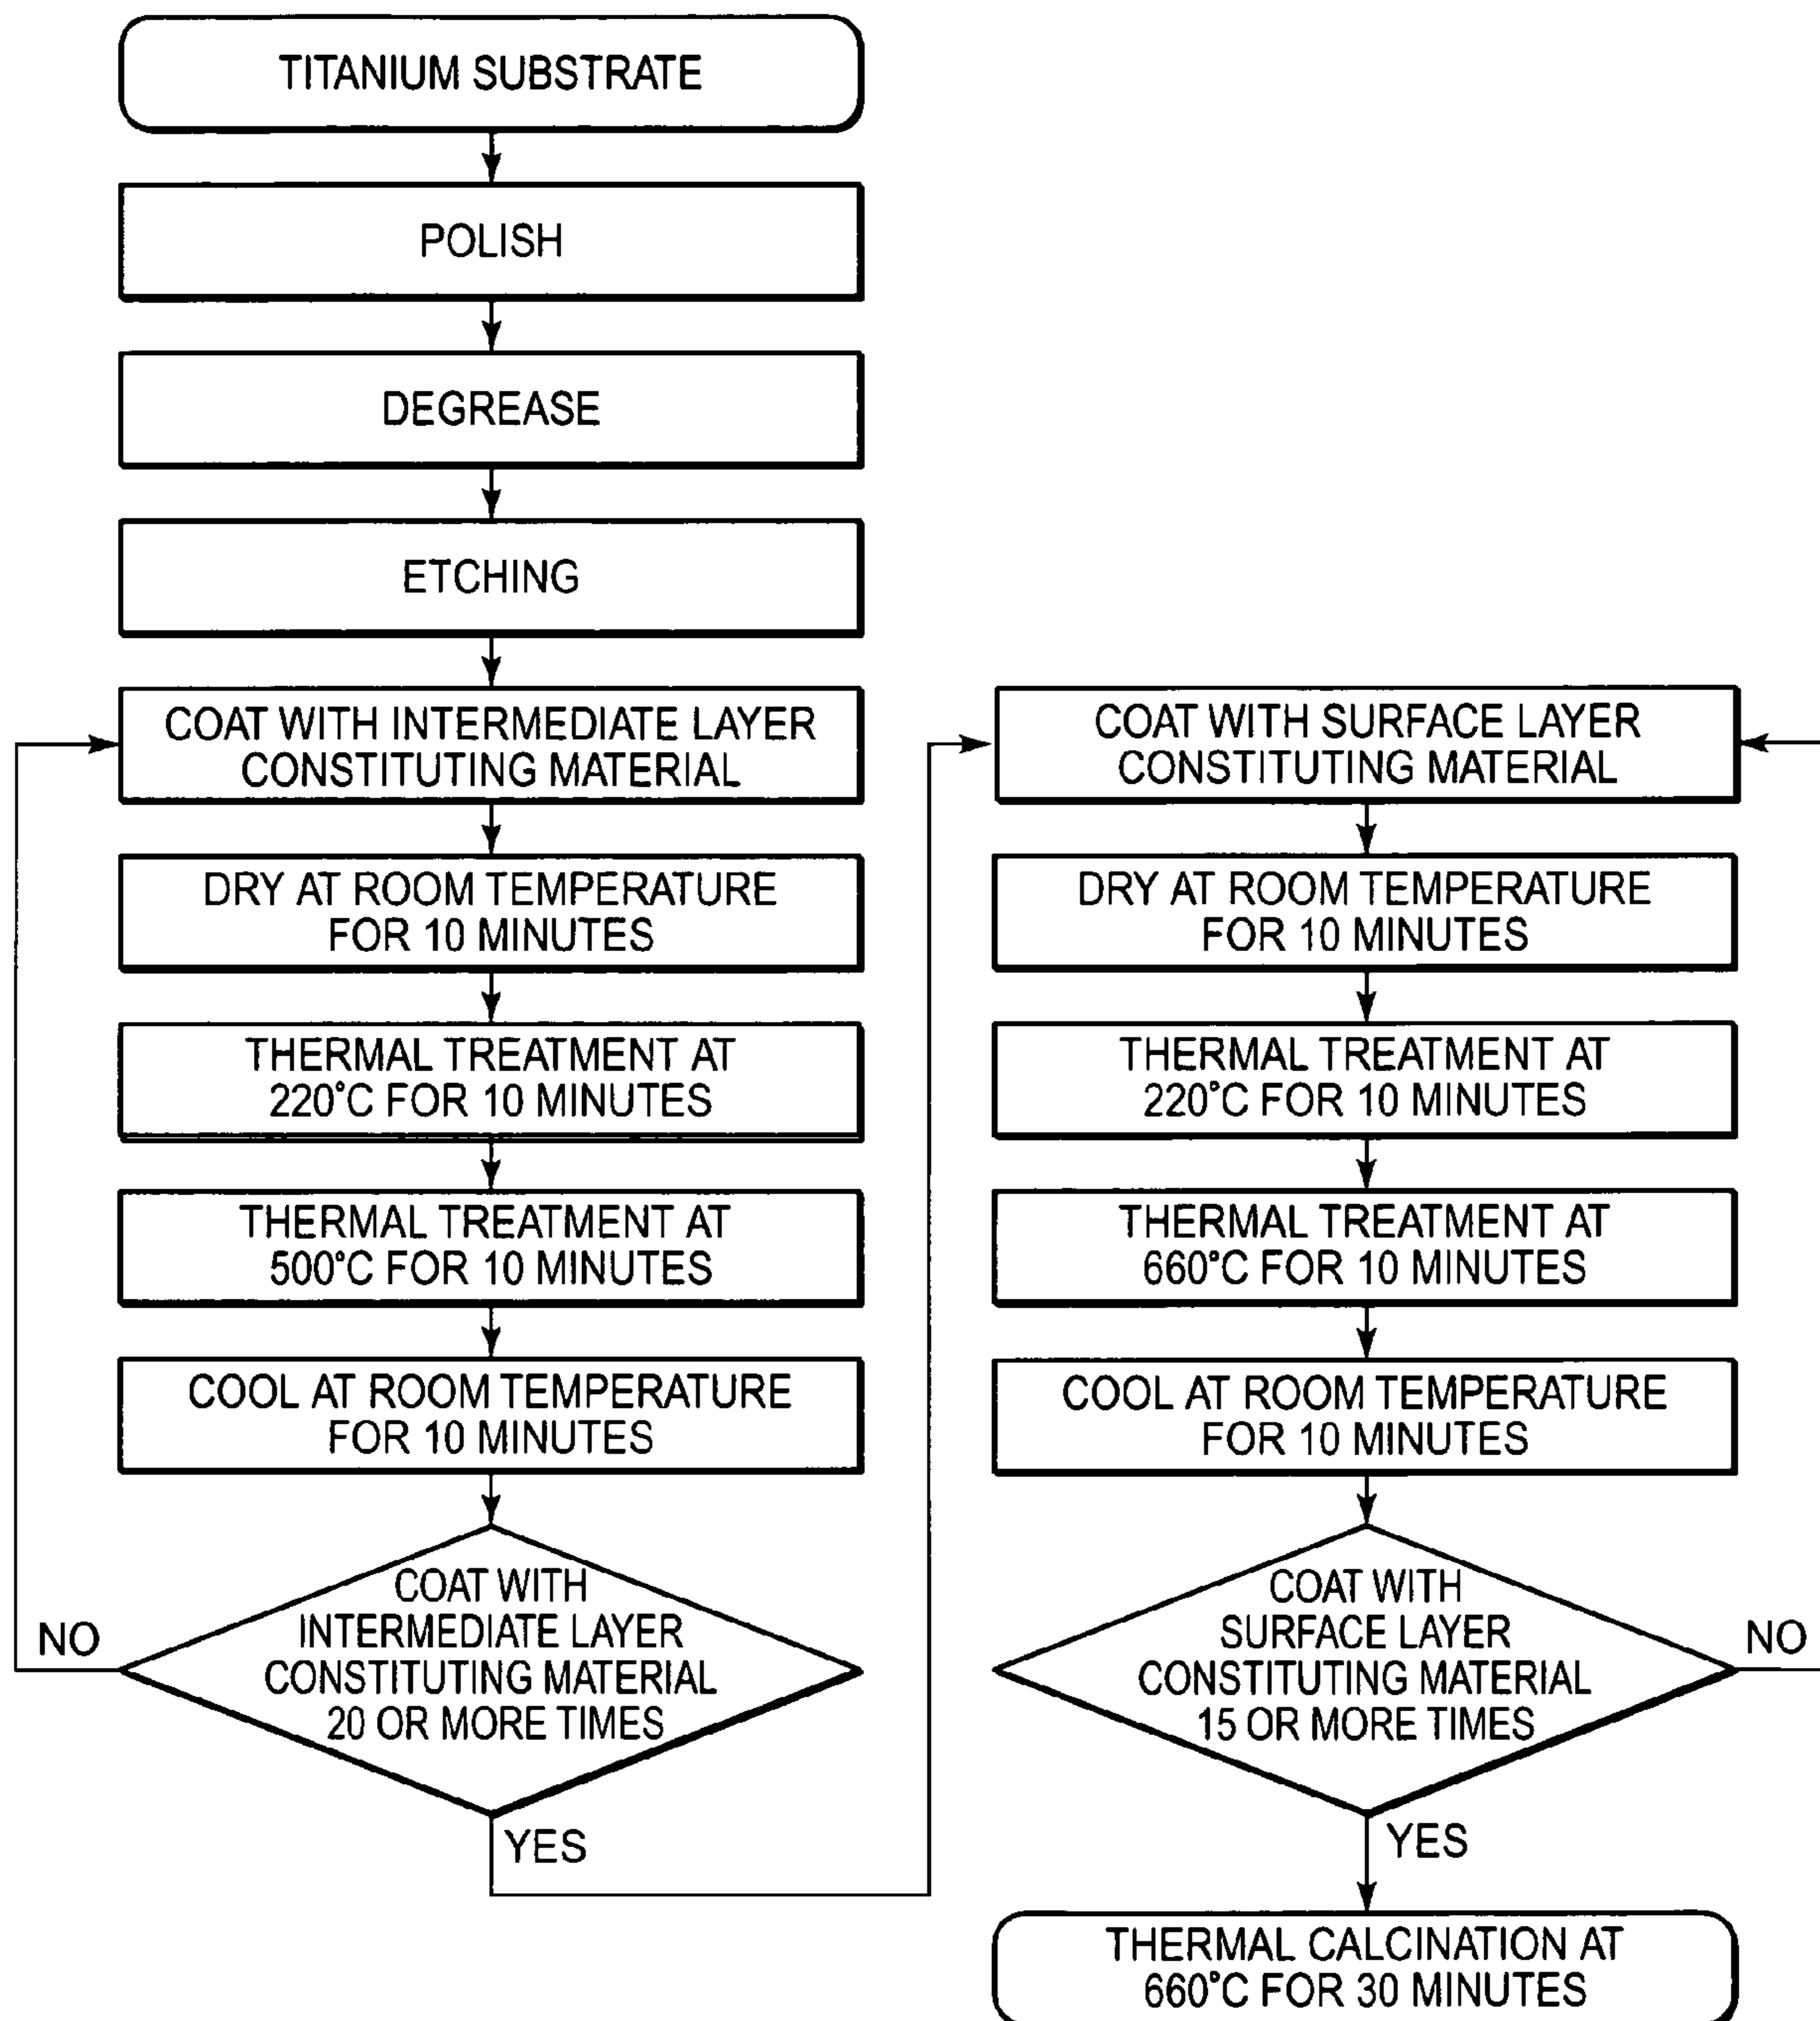 TITANIUM SUBSTRATE
POLISH
DEGREASE
ETCHING
COAT WITH INTERMEDIATE LAYER
CONSTITUTING MATERIAL
DRY AT ROOM TEMPERATURE
FOR 10 MINUTES
THERMAL TREATMENT AT
220°C FOR 10 MINUTES
THERMAL TREATMENT AT
500°C FOR 10 MINUTES
COOL AT ROOM TEMPERATURE
FOR 10 MINUTES
COAT WITH
INTERMEDIATE LAYER
CONSTITUTING MATERIAL
20 OR MORE TIMES
NO
YES
COAT WITH SURFACE LAYER
CONSTITUTING MATERIAL
DRY AT ROOM TEMPERATURE
FOR 10 MINUTES
THERMAL TREATMENT AT
220°C FOR 10 MINUTES
THERMAL TREATMENT AT
660°C FOR 10 MINUTES
COOL AT ROOM TEMPERATURE
FOR 10 MINUTES
COAT WITH
SURFACE LAYER
CONSTITUTING MATERIAL
15 OR MORE TIMES
NO
YES
THERMAL CALCINATION AT
660°C FOR 30 MINUTES